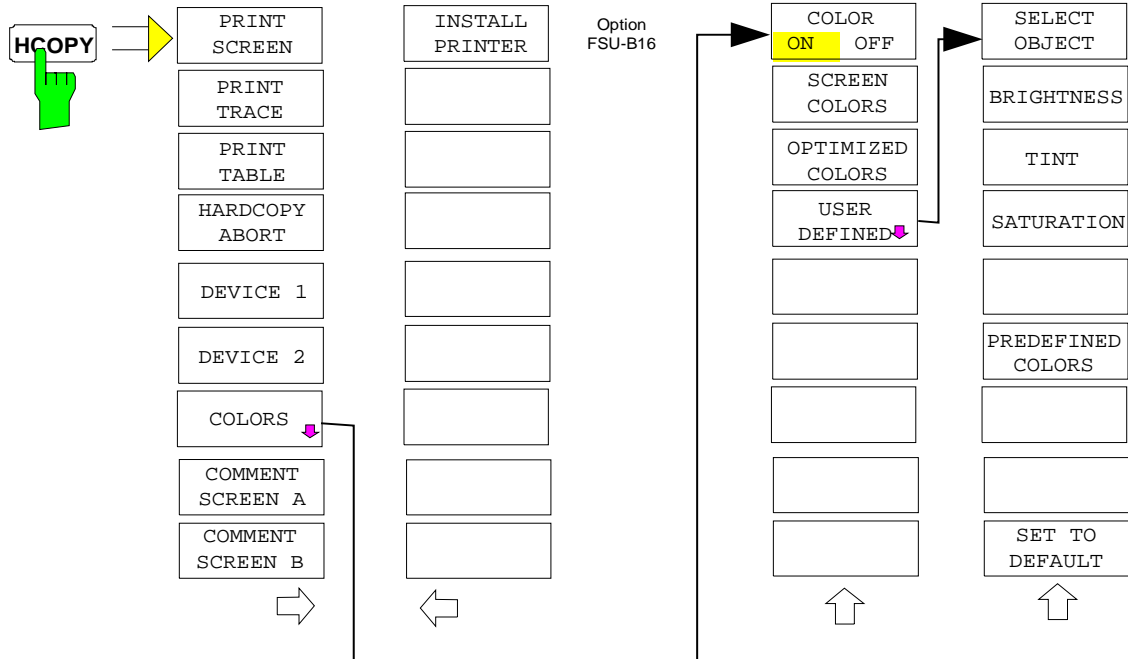 HCOPY
PRINT
SCREEN
PRINT
TRACE
PRINT
TABLE
HARDCOPY
ABORT
DEVICE 1
DEVICE 2
COLORS
COMMENT
SCREEN A
COMMENT
SCREEN B
INSTALL
PRINTER
Option
FSU-B16
COLOR
ON OFF
SCREEN
COLORS
OPTIMIZED
COLORS
USER
DEFINED
SELECT
OBJECT
BRIGHTNESS
TINT
SATURATION
PREDEFINED
COLORS
SET TO
DEFAULT